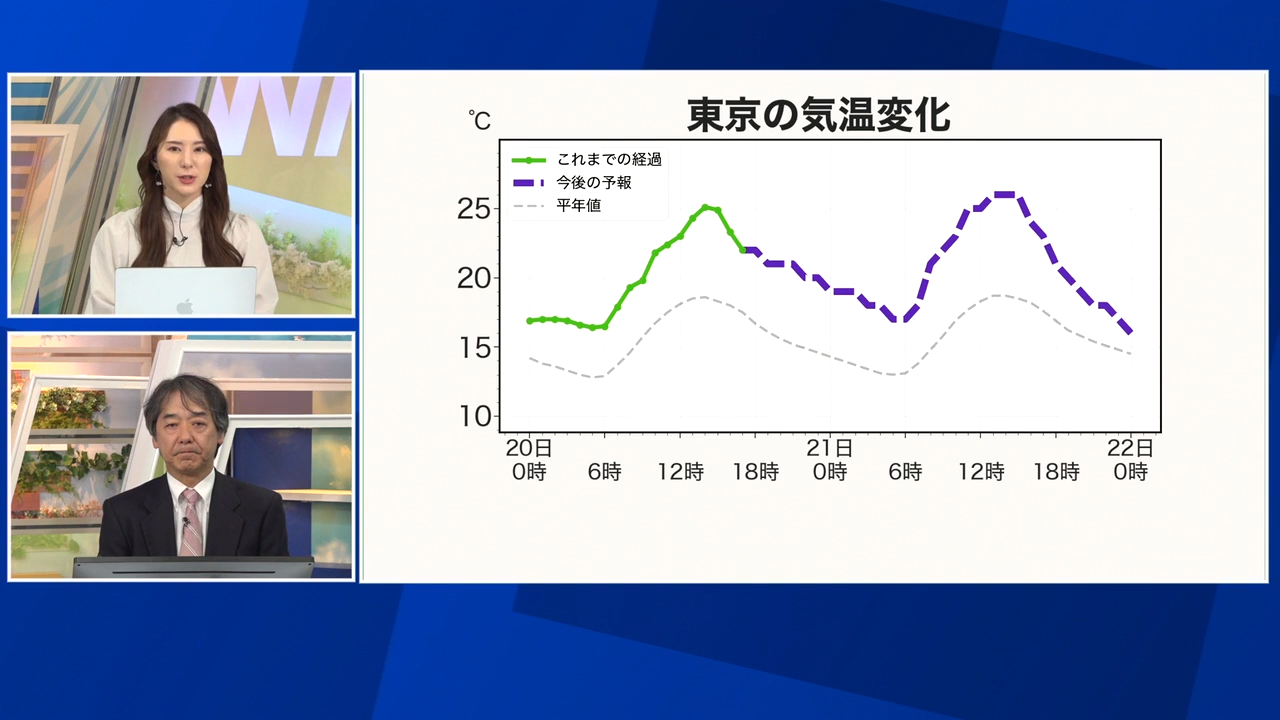 東京の気温変化
℃
これまでの経過
今後の予報
平年値
25
20
15
10
20日 21日 22日
0時 6時 12時 18時 0時 6時 12時 18時 0時